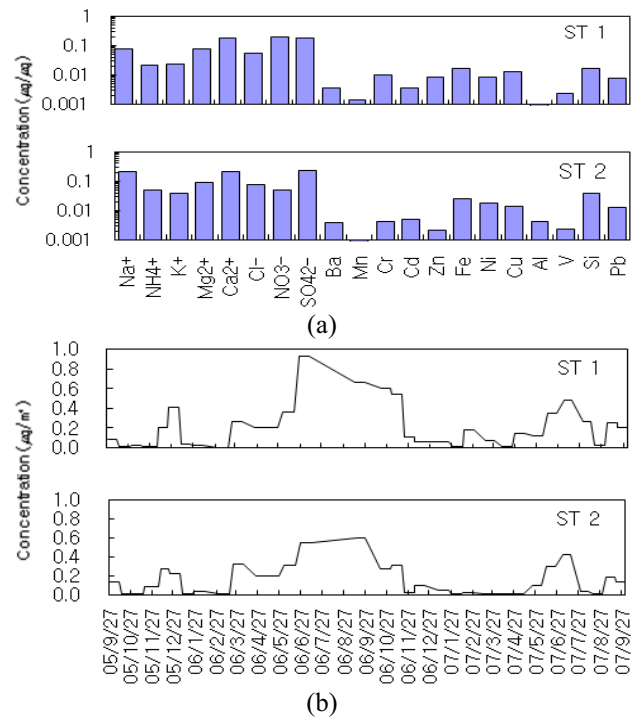 ST 1
1
0.1
0.01
0.001
Concentration (㎍/㎍)
ST 2
1
0.1
0.01
0.001
Na+ NH4+ K+ Mg2+ Ca2+ Cl- NO3- SO42- Ba Mn Cr Cd Zn Fe Ni Cu Al V Si Pb
(a)
ST 1
1.0
0.8
0.6
0.4
0.2
0.0
Concentration (㎍/㎥)
ST 2
1.0
0.8
0.6
0.4
0.2
0.0
05/9/27 05/10/27 05/11/27 05/12/27 06/1/27 06/2/27 06/3/27 06/4/27 06/5/27 06/6/27 06/7/27 06/8/27 06/9/27 06/10/27 06/11/27 06/12/27 07/1/27 07/2/27 07/3/27 07/4/27 07/5/27 07/6/27 07/7/27 07/8/27 07/9/27
(b)